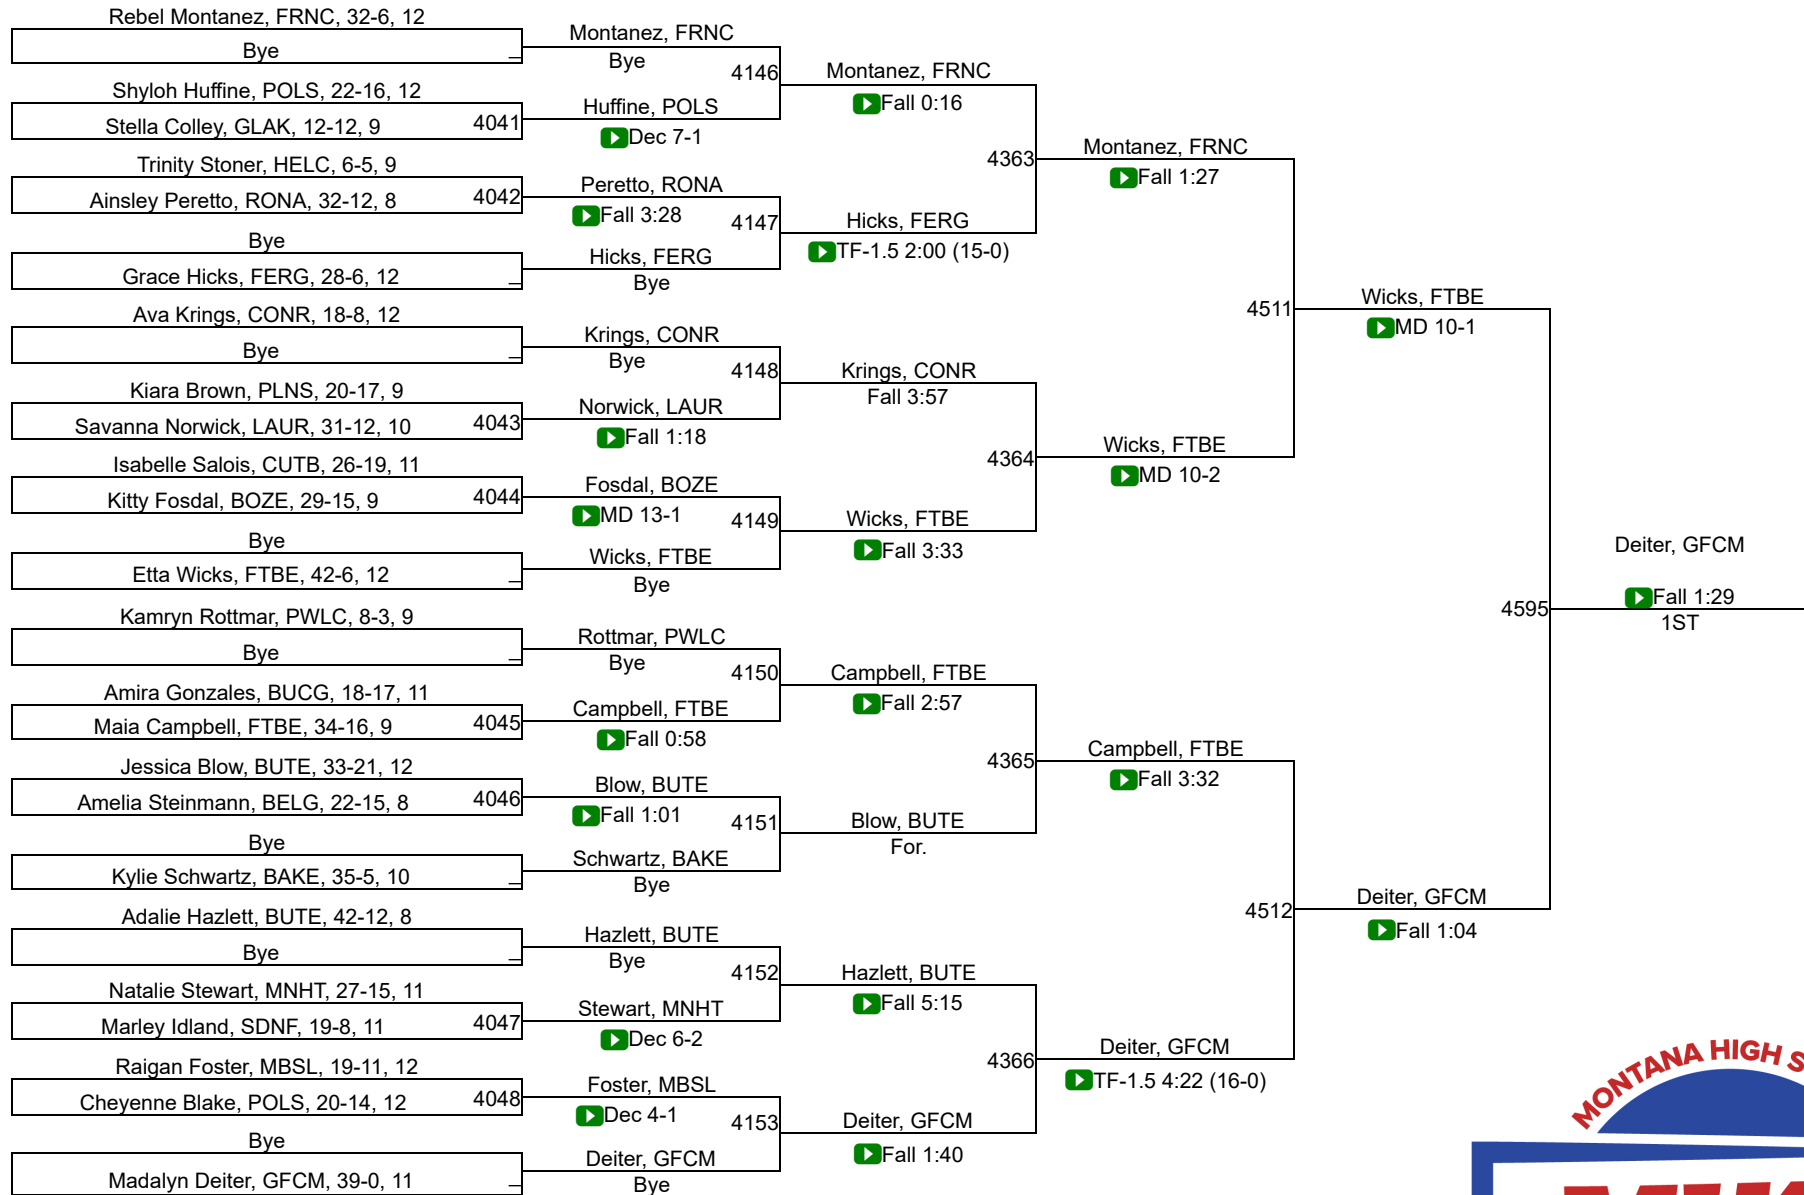 Rebel Montanez, FRNC, 32-6, 12
Bye
Shyloh Huffine, POLS, 22-16, 12
Stella Colley, GLAK, 12-12, 9
4041
Trinity Stoner, HELC, 6-5, 9
Ainsley Peretto, RONA, 32-12, 8
4042
Bye
Grace Hicks, FERG, 28-6, 12
Ava Krings, CONR, 18-8, 12
Bye
Kiara Brown, PLNS, 20-17, 9
Savanna Norwick, LAUR, 31-12, 10
4043
Isabelle Salois, CUTB, 26-19, 11
Kitty Fosdal, BOZE, 29-15, 9
4044
Bye
Etta Wicks, FTBE, 42-6, 12
Kamryn Rottmar, PWLC, 8-3, 9
Bye
Amira Gonzales, BUCG, 18-17, 11
Maia Campbell, FTBE, 34-16, 9
4045
Jessica Blow, BUTE, 33-21, 12
Amelia Steinmann, BELG, 22-15, 8
4046
Bye
Kylie Schwartz, BAKE, 35-5, 10
Adalie Hazlett, BUTE, 42-12, 8
Bye
Natalie Stewart, MNHT, 27-15, 11
Marley Idland, SDNF, 19-8, 11
4047
Raigan Foster, MBSL, 19-11, 12
Cheyenne Blake, POLS, 20-14, 12
4048
Bye
Madalyn Deiter, GFCM, 39-0, 11
Montanez, FRNC
Bye
4146
Huffine, POLS
Dec 7-1
Peretto, RONA
Fall 3:28
4147
Hicks, FERG
Bye
Krings, CONR
Bye
4148
Norwick, LAUR
Fall 1:18
Fosdal, BOZE
MD 13-1
4149
Wicks, FTBE
Bye
Rottmar, PWLC
Bye
4150
Campbell, FTBE
Fall 0:58
Blow, BUTE
Fall 1:01
4151
Schwartz, BAKE
Bye
Hazlett, BUTE
Bye
4152
Stewart, MNHT
Dec 6-2
Foster, MBSL
Dec 4-1
4153
Deiter, GFCM
Bye
Montanez, FRNC
Fall 0:16
4363
Hicks, FERG
TF-1.5 2:00 (15-0)
Krings, CONR
Fall 3:57
4364
Wicks, FTBE
Fall 3:33
Campbell, FTBE
Fall 2:57
4365
Blow, BUTE
For.
Hazlett, BUTE
Fall 5:15
4366
Deiter, GFCM
Fall 1:40
Montanez, FRNC
Fall 1:27
4511
Wicks, FTBE
MD 10-2
Campbell, FTBE
Fall 3:32
4512
Deiter, GFCM
TF-1.5 4:22 (16-0)
Wicks, FTBE
MD 10-1
4595
Deiter, GFCM
Fall 1:04
Deiter, GFCM
Fall 1:29
1ST
MONTANA HIGH S